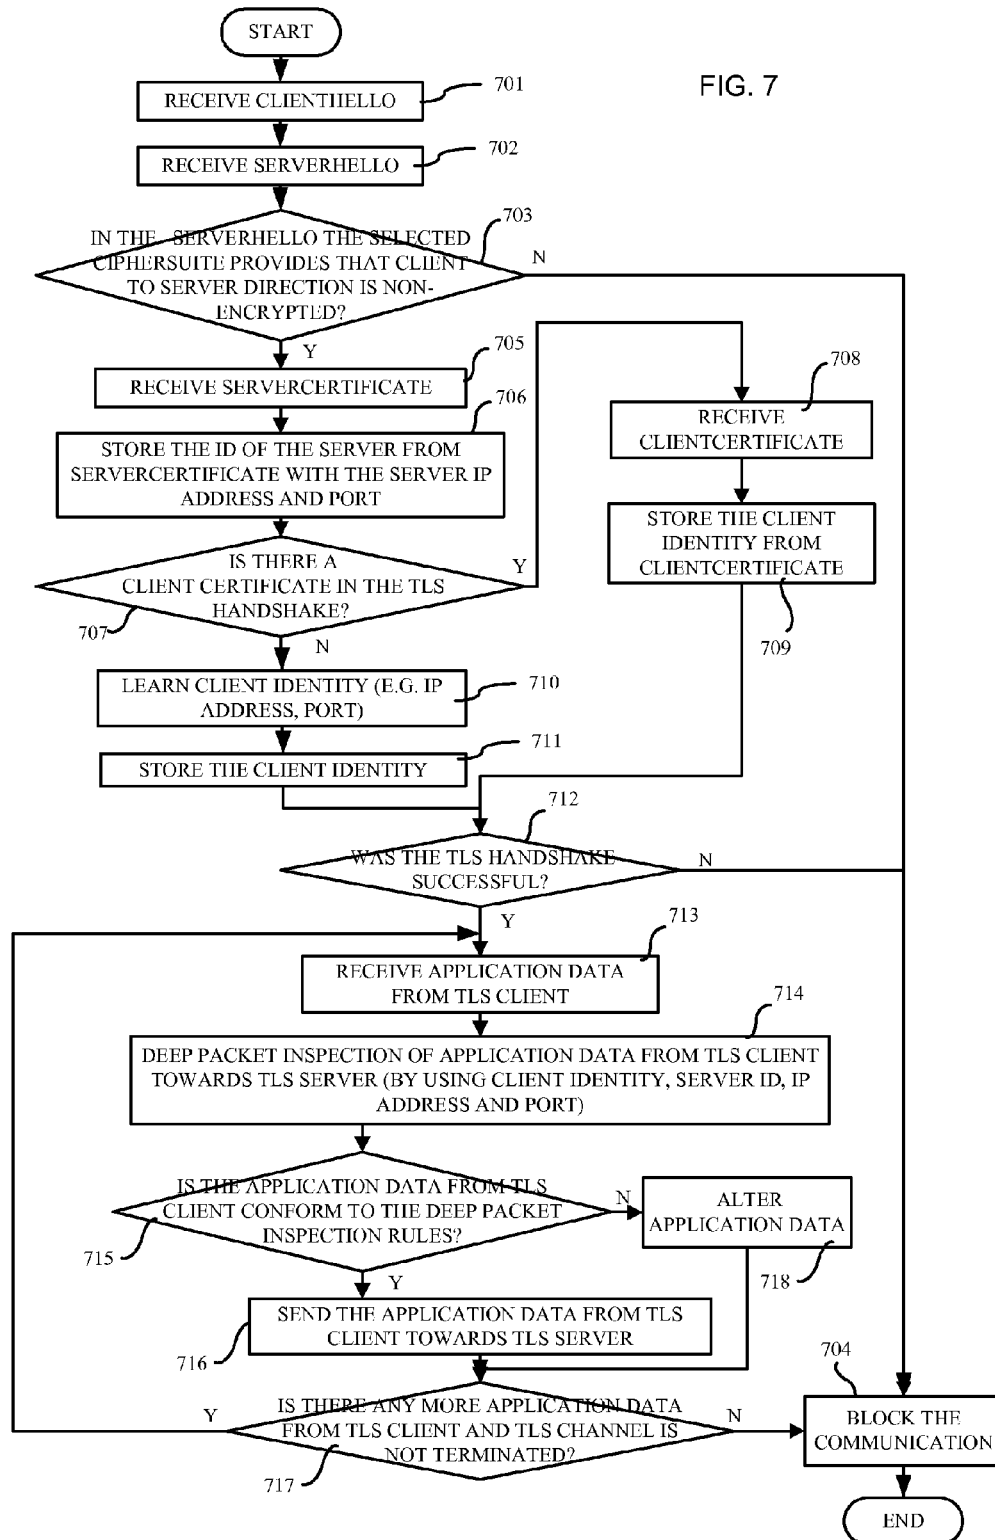 START
FIG. 7
RECEIVE CLIENTHELLO
701
RECEIVE SERVERHELLO
702
703
IN THE SERVERHELLO THE SELECTED
CIPHERSUITE PROVIDES THAT CLIENT
TO SERVER DIRECTION IS NON-
ENCRYPTED?
N
Y
705
RECEIVE SERVERCERTIFICATE
706
STORE THE ID OF THE SERVER FROM
SERVERCERTIFICATE WITH THE SERVER IP
ADDRESS AND PORT
708
RECEIVE
CLIENTCERTIFICATE
STORE THE CLIENT
IDENTITY FROM
CLIENTCERTIFICATE
709
IS THERE A
CLIENT CERTIFICATE IN THE TLS
HANDSHAKE?
Y
707
N
LEARN CLIENT IDENTITY (E.G. IP
ADDRESS, PORT)
710
711
STORE THE CLIENT IDENTITY
712
WAS THE TLS HANDSHAKE
SUCCESSFUL?
N
Y
713
RECEIVE APPLICATION DATA
FROM TLS CLIENT
714
DEEP PACKET INSPECTION OF APPLICATION DATA FROM TLS CLIENT
TOWARDS TLS SERVER (BY USING CLIENT IDENTITY, SERVER ID, IP
ADDRESS AND PORT)
IS THE APPLICATION DATA FROM TLS
CLIENT CONFORM TO THE DEEP PACKET
INSPECTION RULES?
N
715
ALTER
APPLICATION DATA
718
Y
SEND THE APPLICATION DATA FROM TLS
CLIENT TOWARDS TLS SERVER
716
704
IS THERE ANY MORE APPLICATION DATA
FROM TLS CLIENT AND TLS CHANNEL IS
NOT TERMINATED?
Y
N
717
BLOCK THE
COMMUNICATION
END